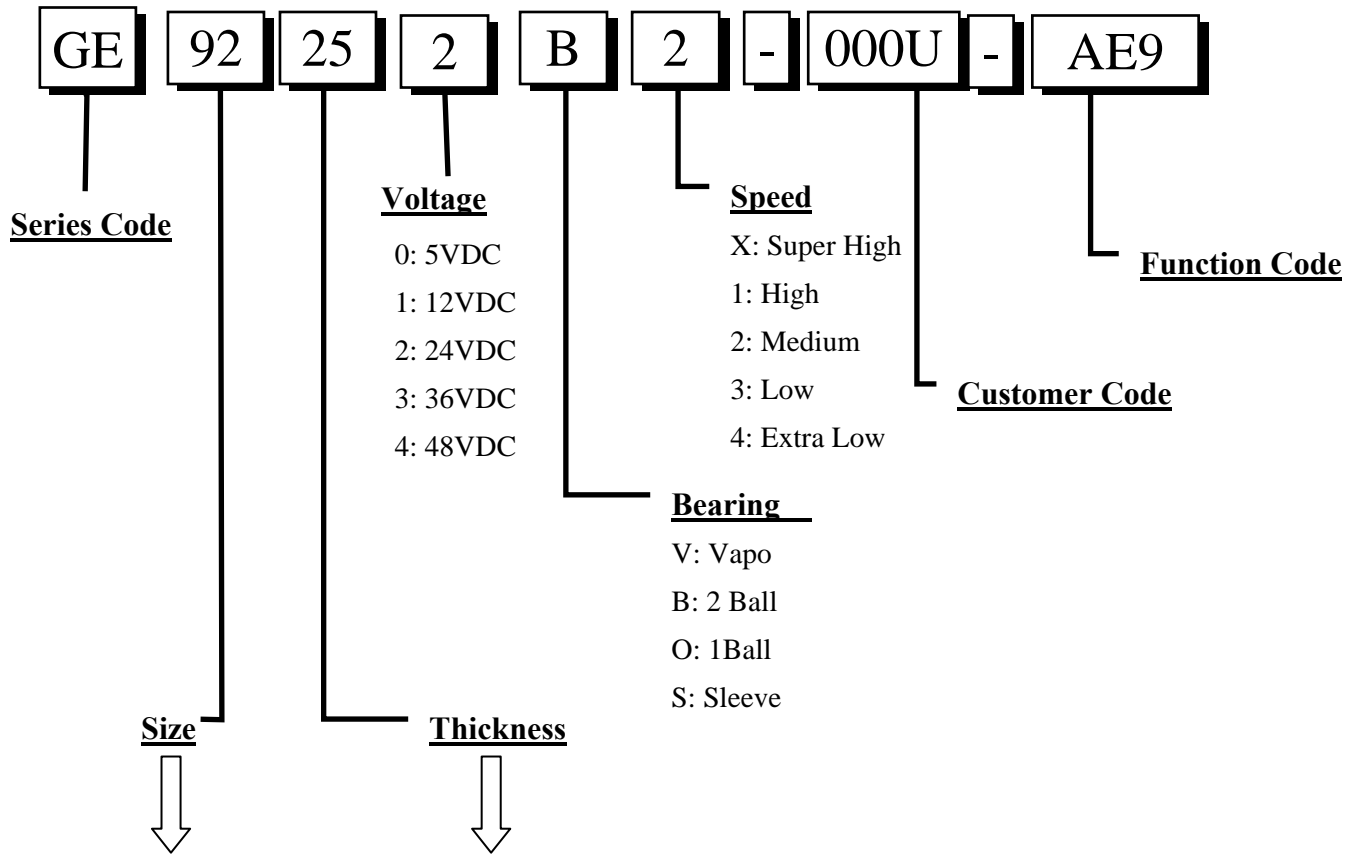 GE 92 25 2 B 2 - 000U - AE9
Series Code
Voltage
0: 5VDC
1: 12VDC
2: 24VDC
3: 36VDC
4: 48VDC
Speed
X: Super High
1: High
2: Medium
3: Low
4: Extra Low
Function Code
Customer Code
Bearing
V: Vapo
B: 2 Ball
O: 1Ball
S: Sleeve
Size
Thickness